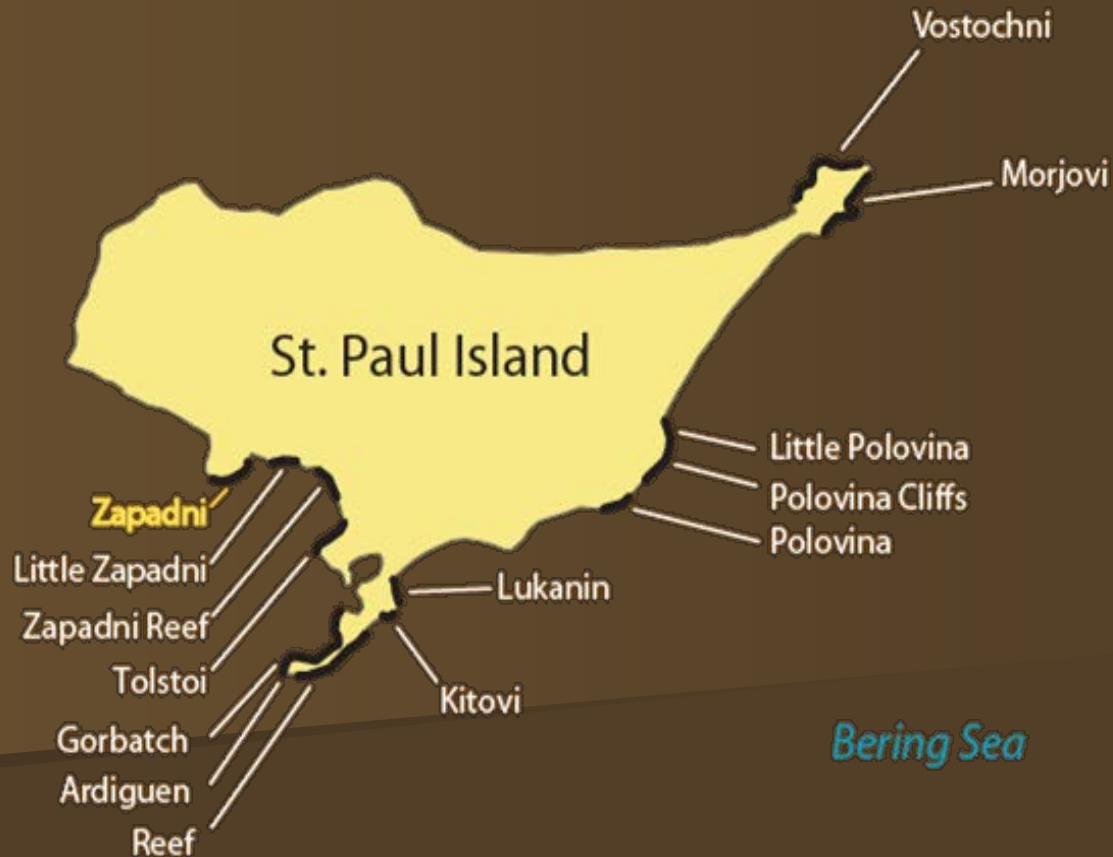 Vostochni
Morjovi
St. Paul Island
Little Polovina
Polovina Cliffs
Polovina
Zapadni
Little Zapadni
Zapadni Reef
Tolstoi
Gorbatch
Ardiguen
Reef
Lukanin
Kitovi
Bering Sea